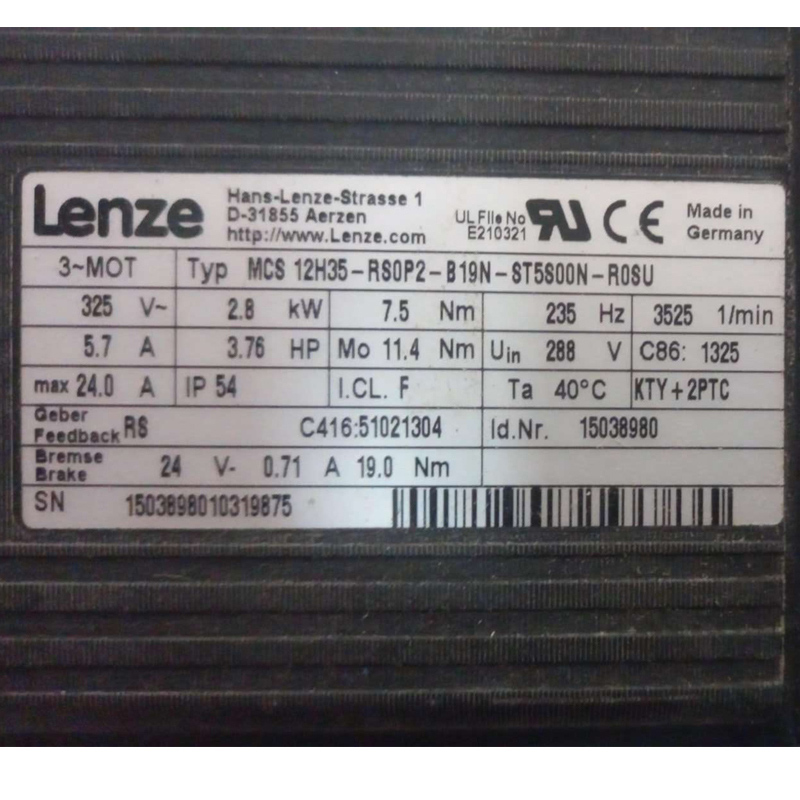 Lenze Hans-Lenze-Strasse 1
D-31855 Aerzen
http://www.Lenze.com
UL File No
E210321
CE
Made in
Germany
3~MOT Typ MCS 12H35-RS0P2-B19N-ST5S00N-R0SU
325 V~ 2.8 kW 7.5 Nm 235 Hz 3525 1/min
5.7 A 3.76 HP Mo 11.4 Nm Uin 288 V C86: 1325
max 24.0 A IP 54 I.CL. F Ta 40°C KTY+2PTC
Geber
Feedback RS C416:51021304 Id.Nr. 15038980
Bremse
Brake 24 V- 0.71 A 19.0 Nm
SN 1503898010319875